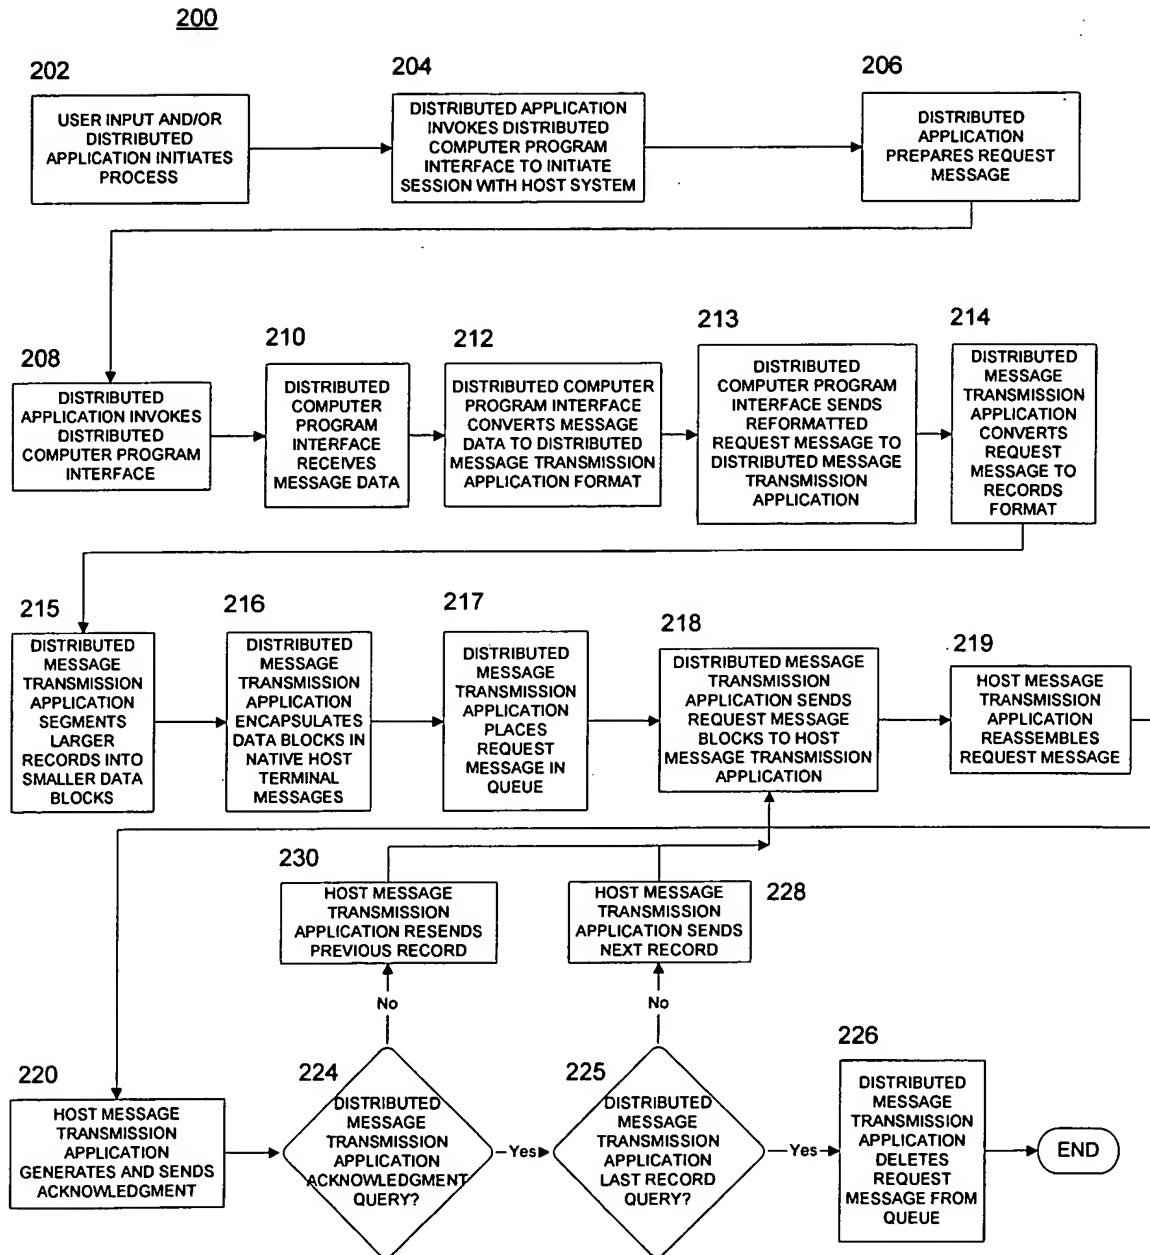 200
202
USER INPUT AND/OR
DISTRIBUTED
APPLICATION INITIATES
PROCESS
204
DISTRIBUTED APPLICATION
INVOKES DISTRIBUTED
COMPUTER PROGRAM
INTERFACE TO INITIATE
SESSION WITH HOST SYSTEM
206
DISTRIBUTED
APPLICATION
PREPARES REQUEST
MESSAGE
208
DISTRIBUTED
APPLICATION INVOKES
DISTRIBUTED
COMPUTER PROGRAM
INTERFACE
210
DISTRIBUTED
COMPUTER
PROGRAM
INTERFACE
RECEIVES
MESSAGE DATA
212
DISTRIBUTED COMPUTER
PROGRAM INTERFACE
CONVERTS MESSAGE
DATA TO DISTRIBUTED
MESSAGE TRANSMISSION
APPLICATION FORMAT
213
DISTRIBUTED
COMPUTER PROGRAM
INTERFACE SENDS
REFORMATTED
REQUEST MESSAGE TO
DISTRIBUTED MESSAGE
TRANSMISSION
APPLICATION
214
DISTRIBUTED
MESSAGE
TRANSMISSION
APPLICATION
CONVERTS
REQUEST
MESSAGE TO
RECORDS
FORMAT
215
DISTRIBUTED
MESSAGE
TRANSMISSION
APPLICATION
SEGMENTS
LARGER
RECORDS INTO
SMALLER DATA
BLOCKS
216
DISTRIBUTED
MESSAGE
TRANSMISSION
APPLICATION
ENCAPSULATES
DATA BLOCKS IN
NATIVE HOST
TERMINAL
MESSAGES
217
DISTRIBUTED
MESSAGE
TRANSMISSION
APPLICATION
PLACES
REQUEST
MESSAGE IN
QUEUE
218
DISTRIBUTED MESSAGE
TRANSMISSION
APPLICATION SENDS
REQUEST MESSAGE
BLOCKS TO HOST
MESSAGE TRANSMISSION
APPLICATION
219
HOST MESSAGE
TRANSMISSION
APPLICATION
REASSEMBLES
REQUEST MESSAGE
230
HOST MESSAGE
TRANSMISSION
APPLICATION RESENDS
PREVIOUS RECORD
No
228
HOST MESSAGE
TRANSMISSION
APPLICATION SENDS
NEXT RECORD
No
220
HOST MESSAGE
TRANSMISSION
APPLICATION
GENERATES AND SENDS
ACKNOWLEDGMENT
224
DISTRIBUTED
MESSAGE
TRANSMISSION
APPLICATION
ACKNOWLEDGMENT
QUERY?
Yes
225
DISTRIBUTED
MESSAGE
TRANSMISSION
APPLICATION
LAST RECORD
QUERY?
Yes
226
DISTRIBUTED
MESSAGE
TRANSMISSION
APPLICATION
DELETES
REQUEST
MESSAGE FROM
QUEUE
END